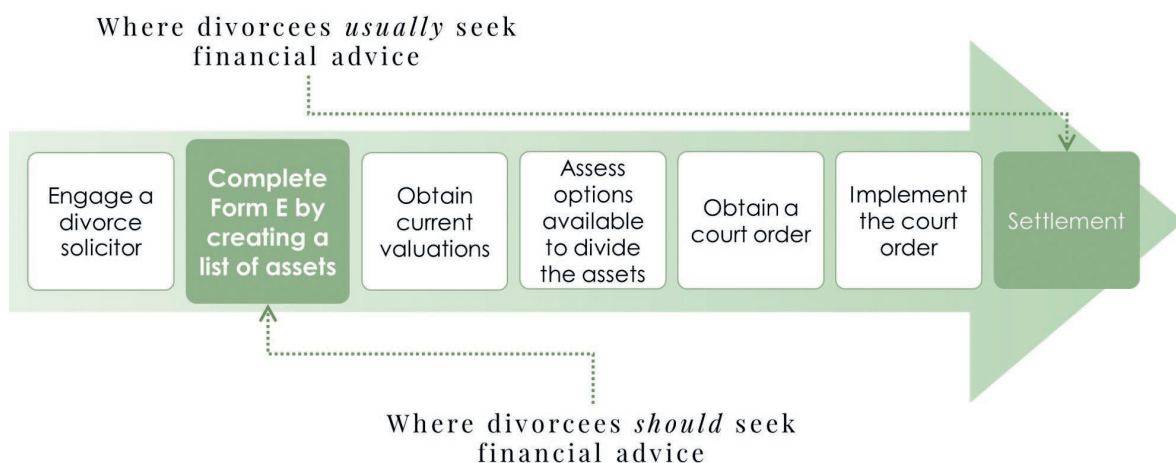 Where divorcees usually seek
financial advice
Engage a
divorce
solicitor
Complete
Form E by
creating a
list of assets
Obtain
current
valuations
Assess
options
available
to divide
the assets
Obtain a
court order
Implement
the court
order
Settlement
Where divorcees should seek
financial advice